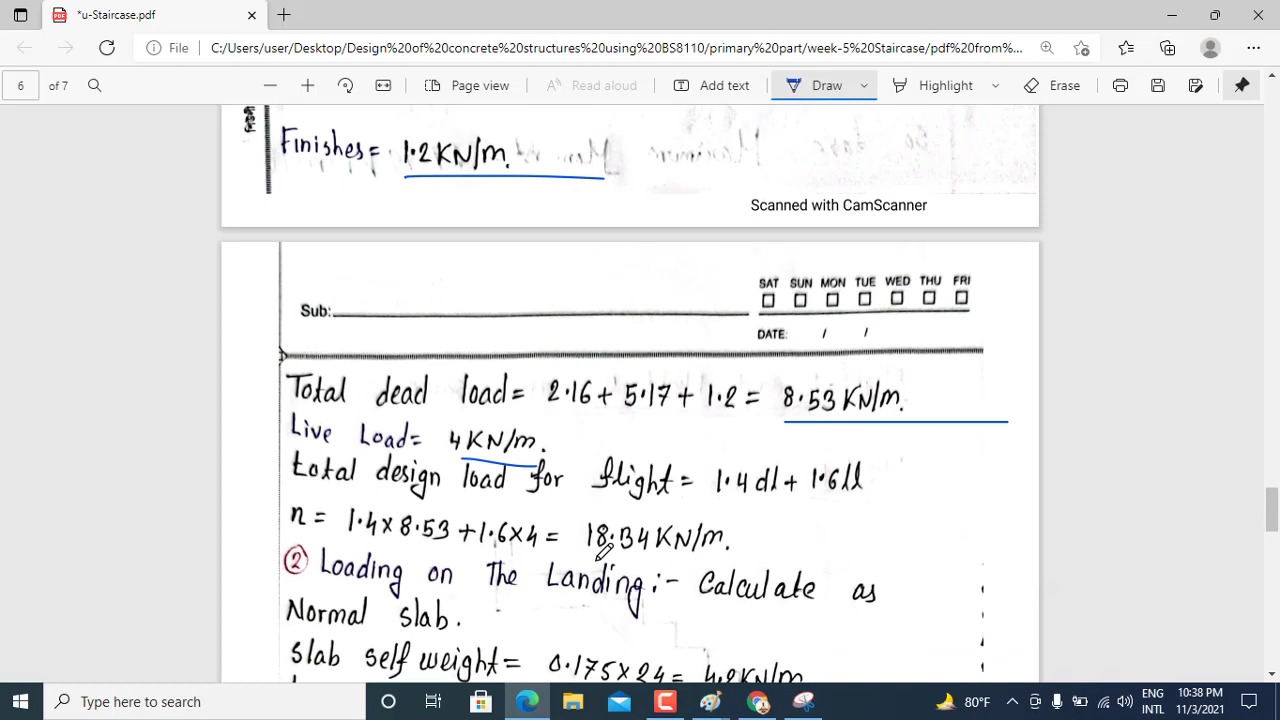 *u-Staircase.pdf
File C:/Users/user/Desktop/Design%20of%20concrete%20structures%20using%20BS8110/primary%20part/week-5%20Staircase/pdf%20from%...
6 of 7 Page view Read aloud Add text Draw Highlight Erase
Finishes = 1.2KN/m.
Scanned with CamScanner
SAT SUN MON TUE WED THU FRI
Sub:
DATE: / /
Total dead load = 2.16 + 5.17 + 1.2 = 8.53 KN/m.
Live Load = 4 KN/m.
total design load for flight = 1.4 dl + 1.6 ll
n = 1.4 × 8.53 + 1.6 × 4 = 18.34 KN/m.
② Loading on The Landing :- Calculate as
Normal slab.
slab self weight = 0.175 × 24 = 4.2 KN/m
Type here to search
80°F
ENG
INTL
10:38 PM
11/3/2021